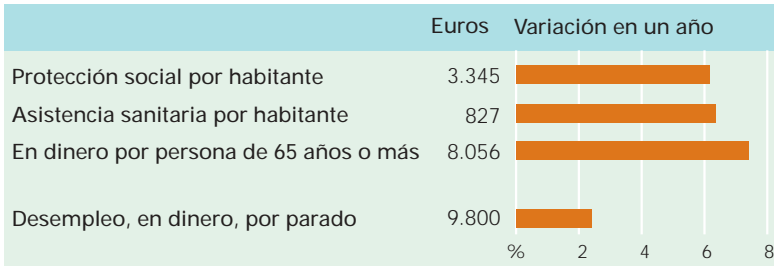 Euros Variación en un año
Protección social por habitante 3.345
Asistencia sanitaria por habitante 827
En dinero por persona de 65 años o más 8.056
Desempleo, en dinero, por parado 9.800
% 2 4 6 8